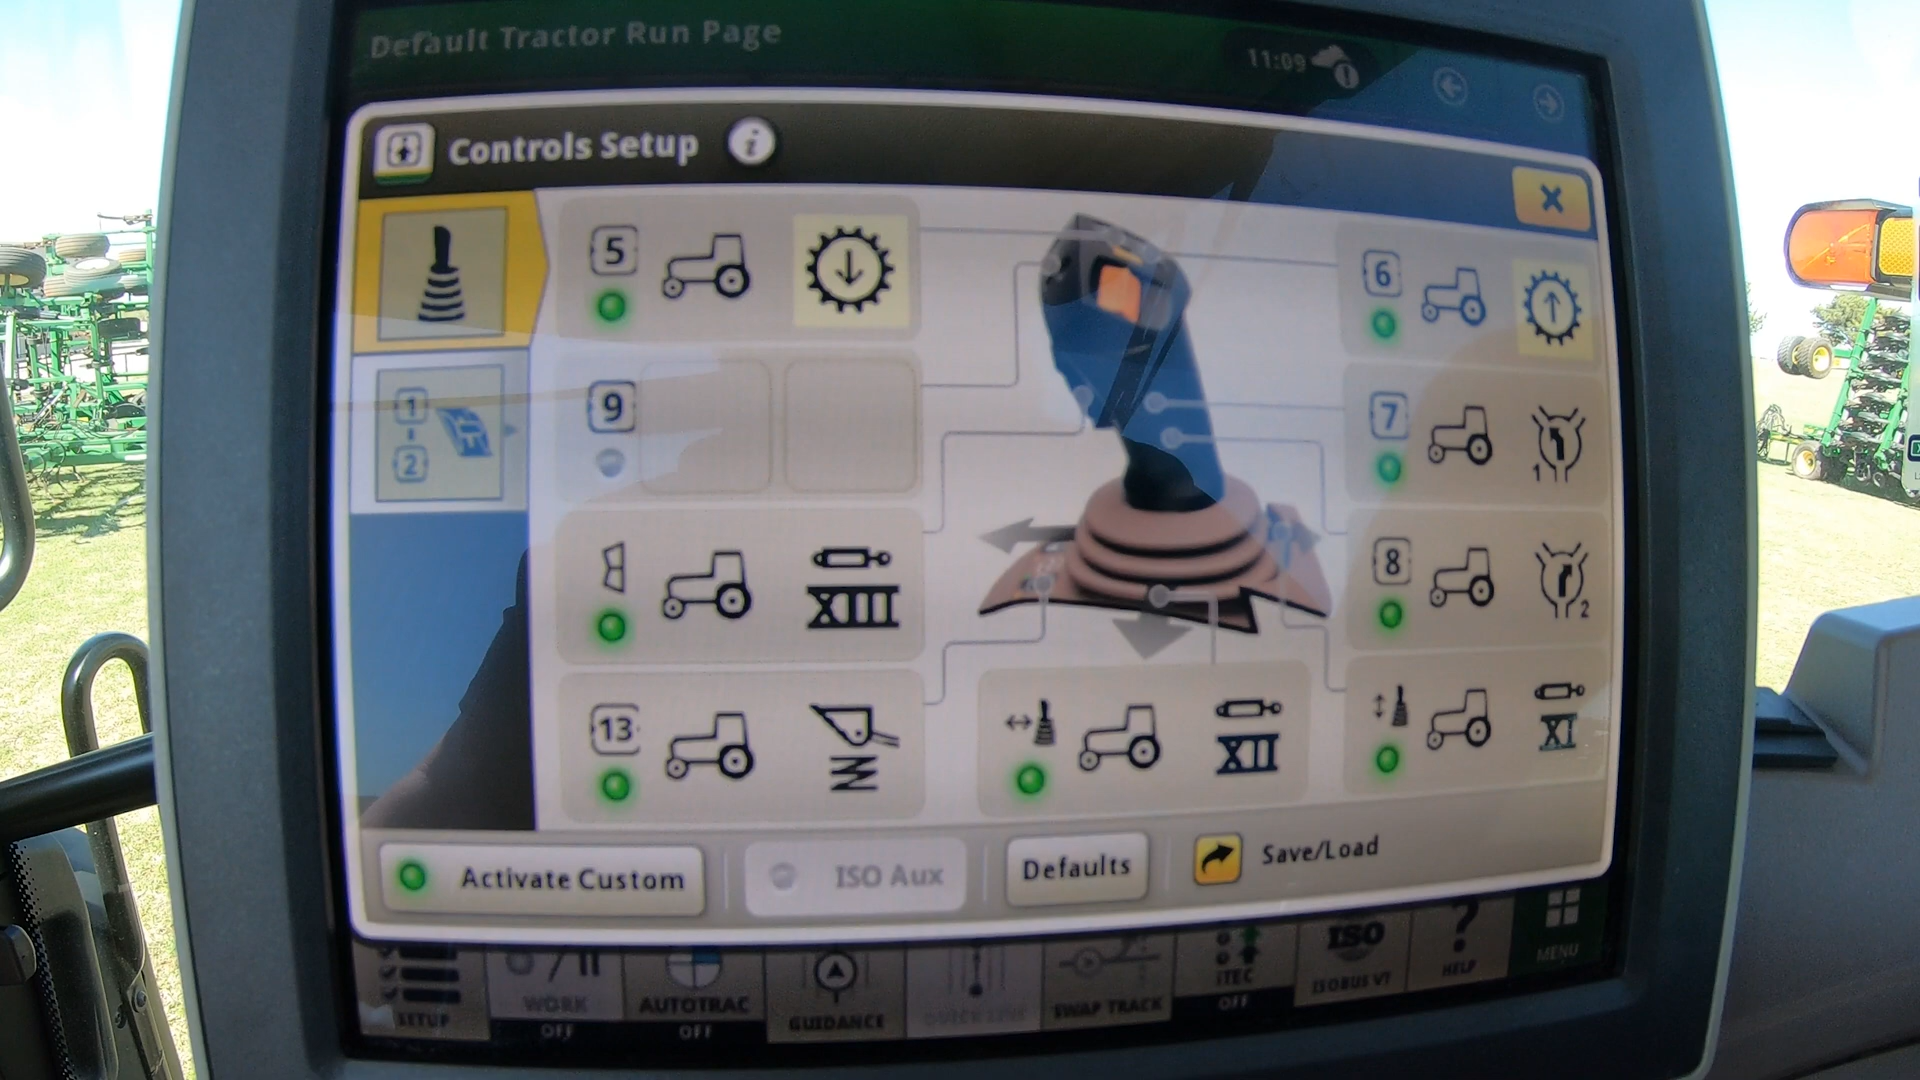 Default Tractor Run Page
11:09
Controls Setup
5
6
1
2
9
7
1
XIII
8
2
13
XII
XI
Activate Custom
ISO Aux
Defaults
Save/Load
SETUP
WORK
OFF
AUTOTRAC
OFF
GUIDANCE
SWAP TRACK
iTEC
OFF
ISO
ISOBUS VT
?
HELP
MENU